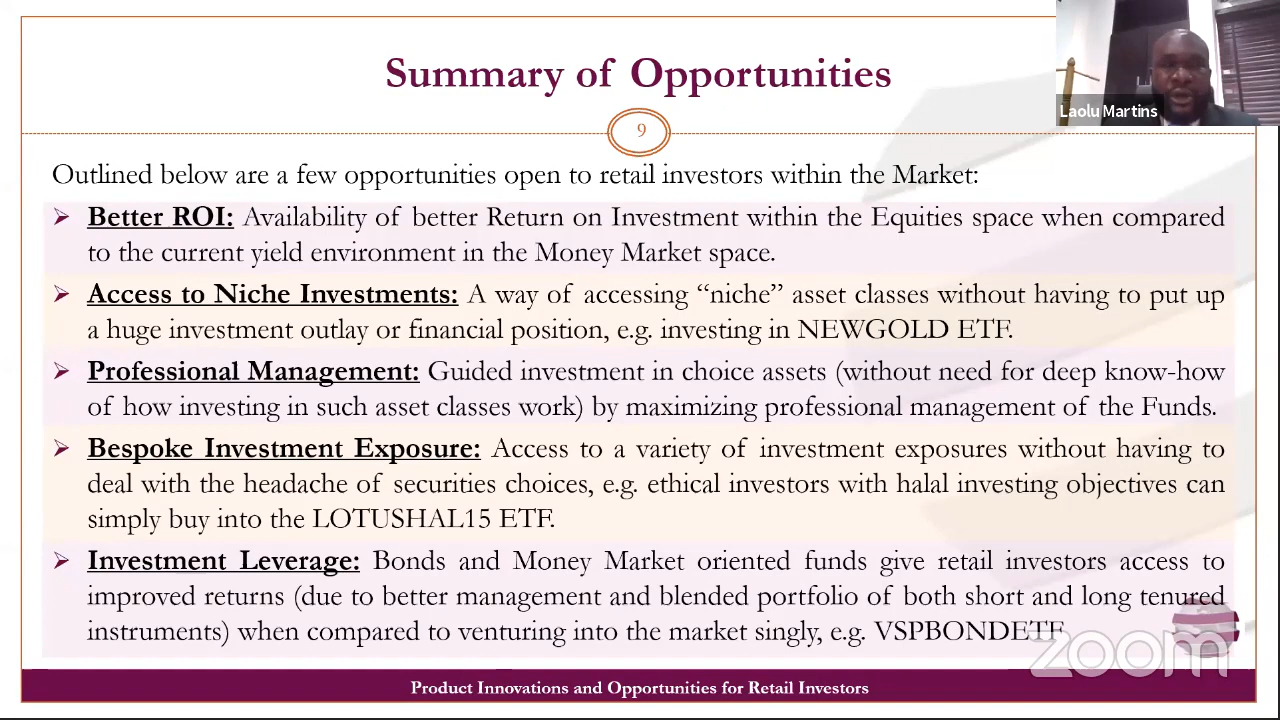 Summary of Opportunities
Laolu Martins
9
Outlined below are a few opportunities open to retail investors within the Market:
➢ Better ROI: Availability of better Return on Investment within the Equities space when compared
to the current yield environment in the Money Market space.
➢ Access to Niche Investments: A way of accessing “niche” asset classes without having to put up
a huge investment outlay or financial position, e.g. investing in NEWGOLD ETF.
➢ Professional Management: Guided investment in choice assets (without need for deep know-how
of how investing in such asset classes work) by maximizing professional management of the Funds.
➢ Bespoke Investment Exposure: Access to a variety of investment exposures without having to
deal with the headache of securities choices, e.g. ethical investors with halal investing objectives can
simply buy into the LOTUSHAL15 ETF.
➢ Investment Leverage: Bonds and Money Market oriented funds give retail investors access to
improved returns (due to better management and blended portfolio of both short and long tenured
instruments) when compared to venturing into the market singly, e.g. VSPBONDETF
zoom
Product Innovations and Opportunities for Retail Investors